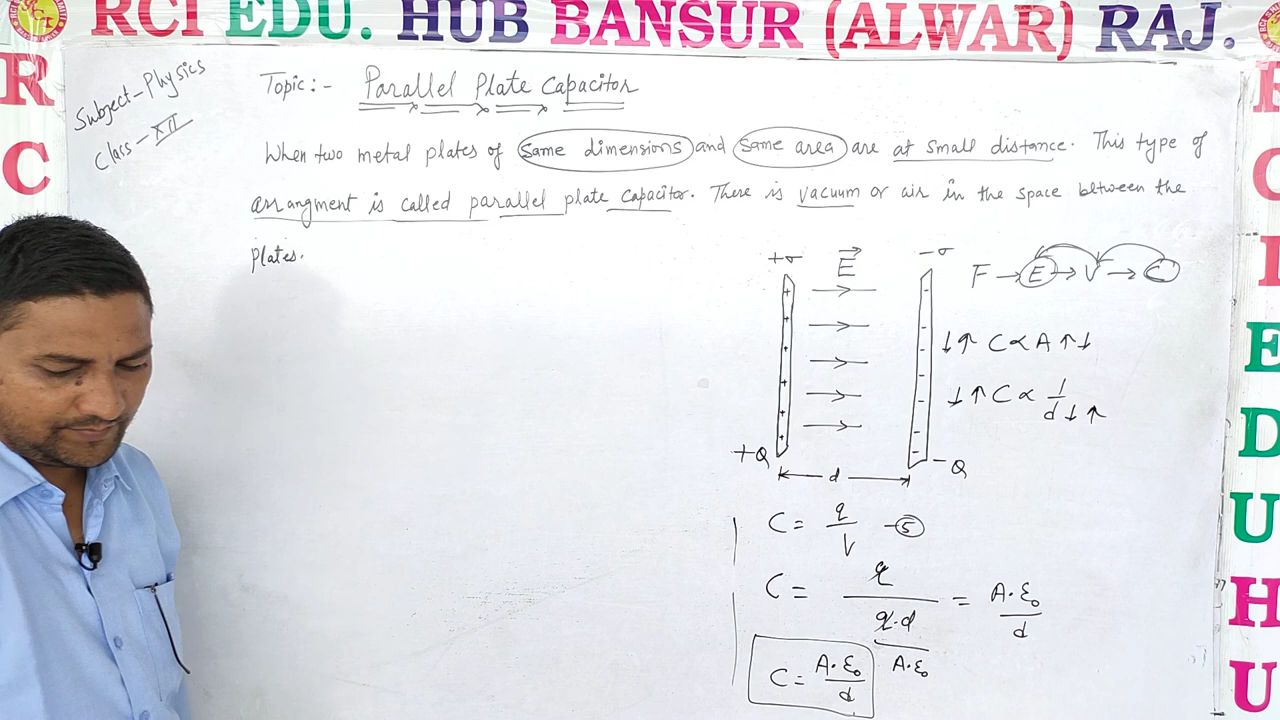 RCI EDU. HUB BANSUR (ALWAR) RAJ.
R
C
Subject-Physics
Class-XII
Topic:- Parallel Plate Capacitor
When two metal plates of same dimensions and same area are at small distance. This type of
arrangment is called parallel plate capacitor. There is vacuum or air in the space between the
plates.
+σ E⃗ -σ
F→E→V→C
↓↑ C∝A↑↓
↓↑ C∝1/d↓↑
+Q -Q
d
C = q/V -⑤
C = q/(q·d/A·ε₀) = A·ε₀/d
C = A·ε₀/d
R
C
I
E
D
U
H
U